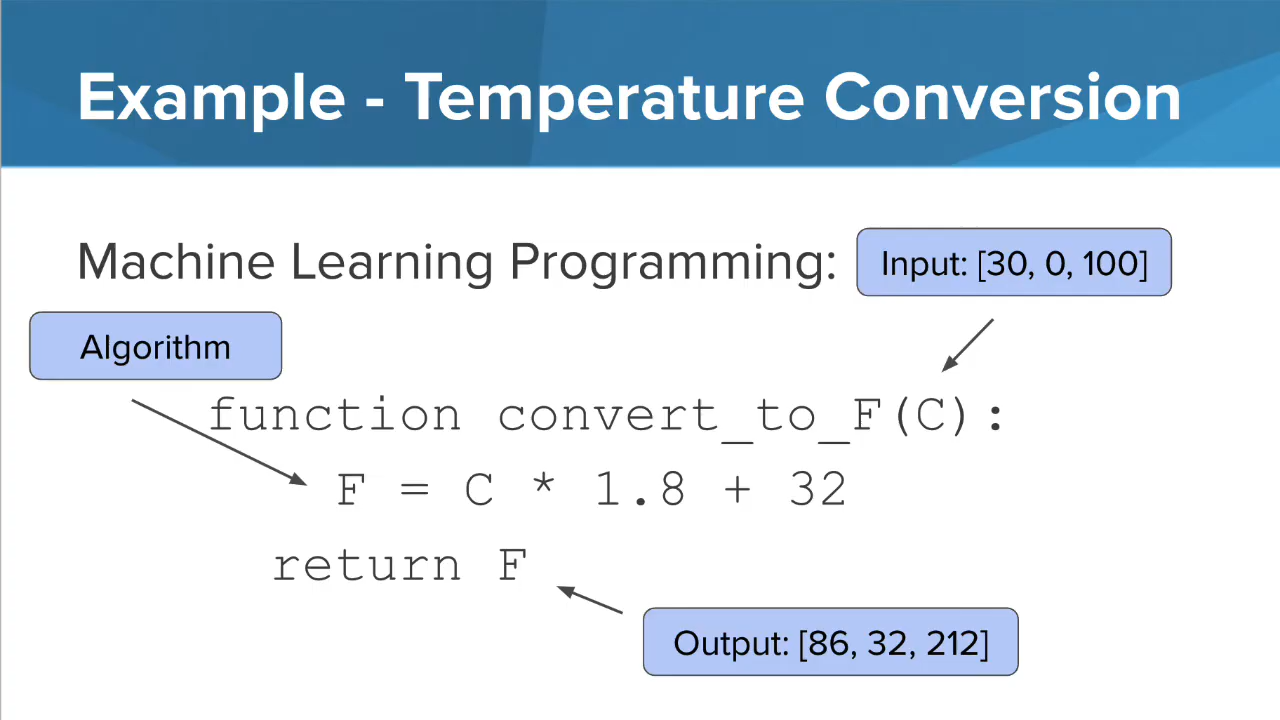 Example - Temperature Conversion
Machine Learning Programming:
Input: [30, 0, 100]
Algorithm
function convert_to_F(C):
F = C * 1.8 + 32
return F
Output: [86, 32, 212]